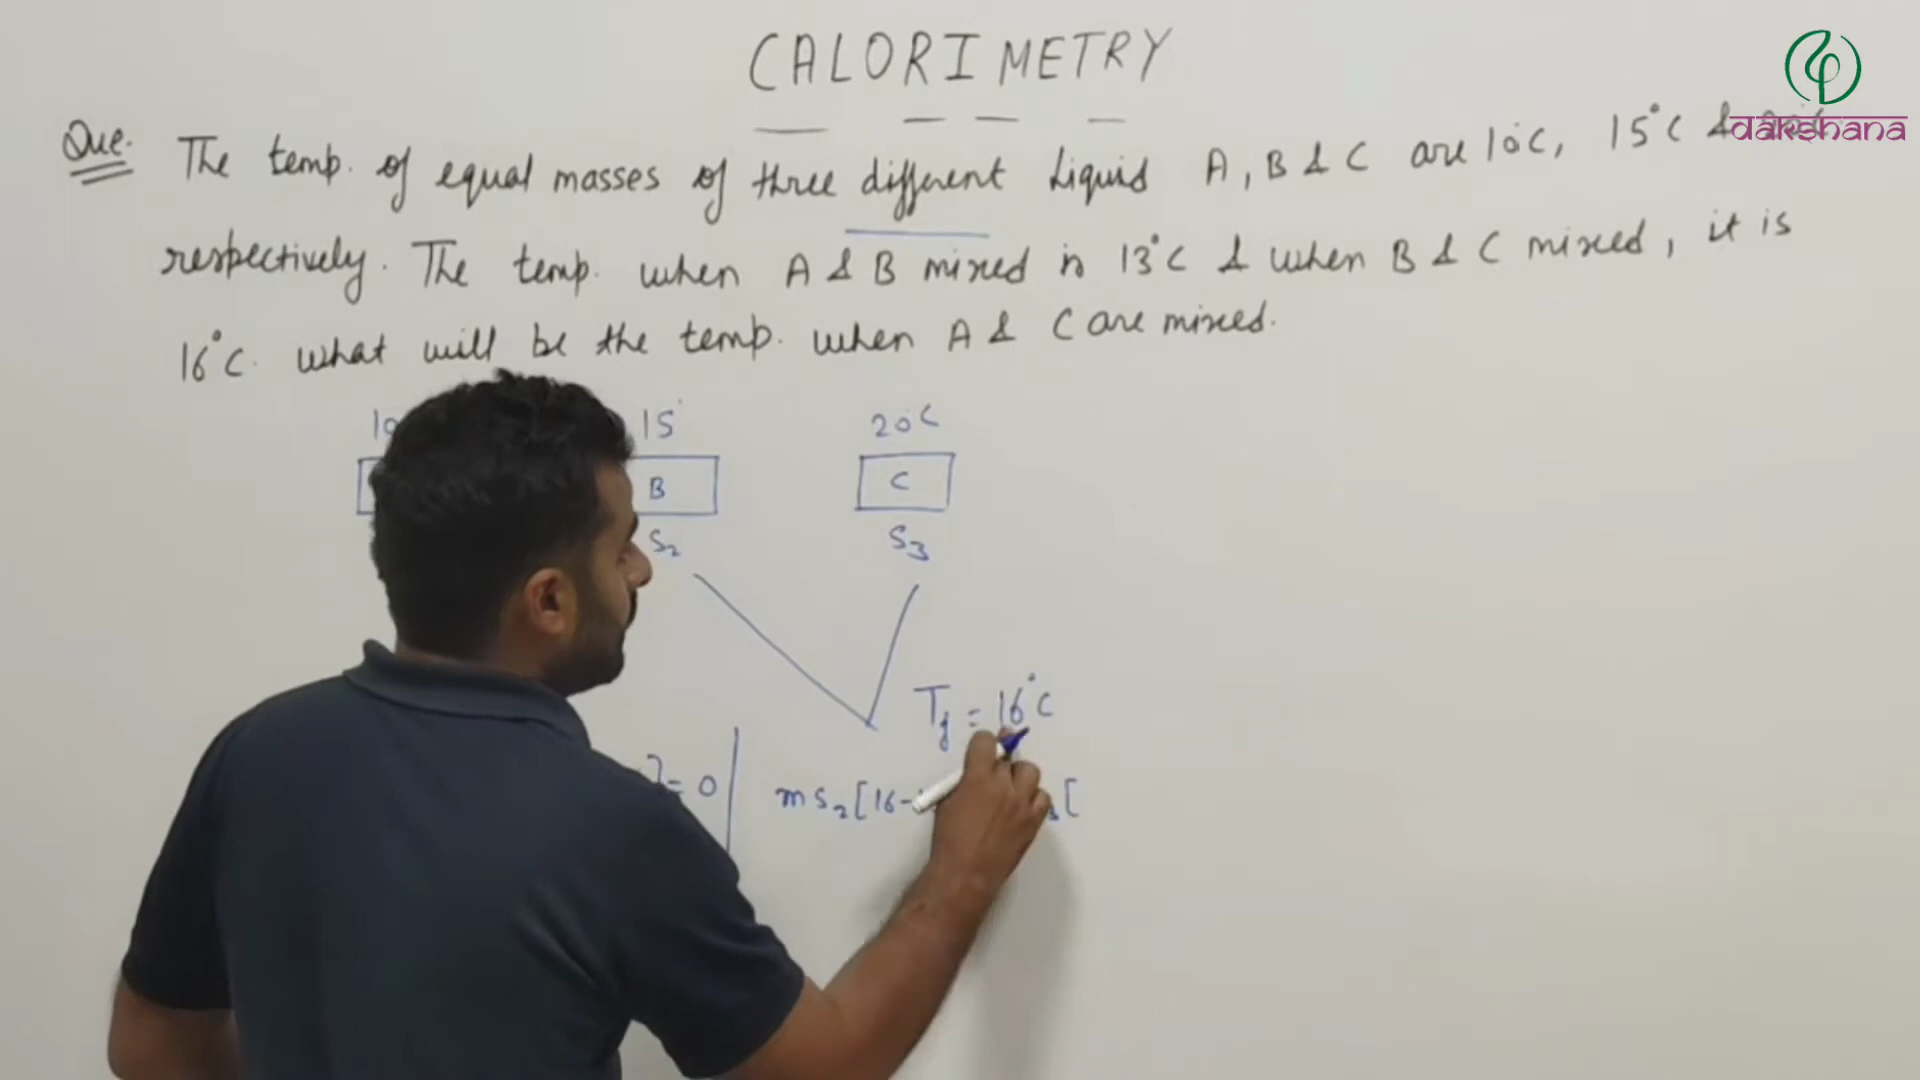 CALORIMETRY
dakshana
Que. The temp. of equal masses of three different Liquid A, B & C are 10°C, 15°C &
respectively. The temp. when A & B mixed is 13°C & when B & C mixed, it is
16°C. what will be the temp. when A & C are mixed.
15° 20°C
B C
S₂ S₃
T_f = 16°C
= 0 mS₂[16- [